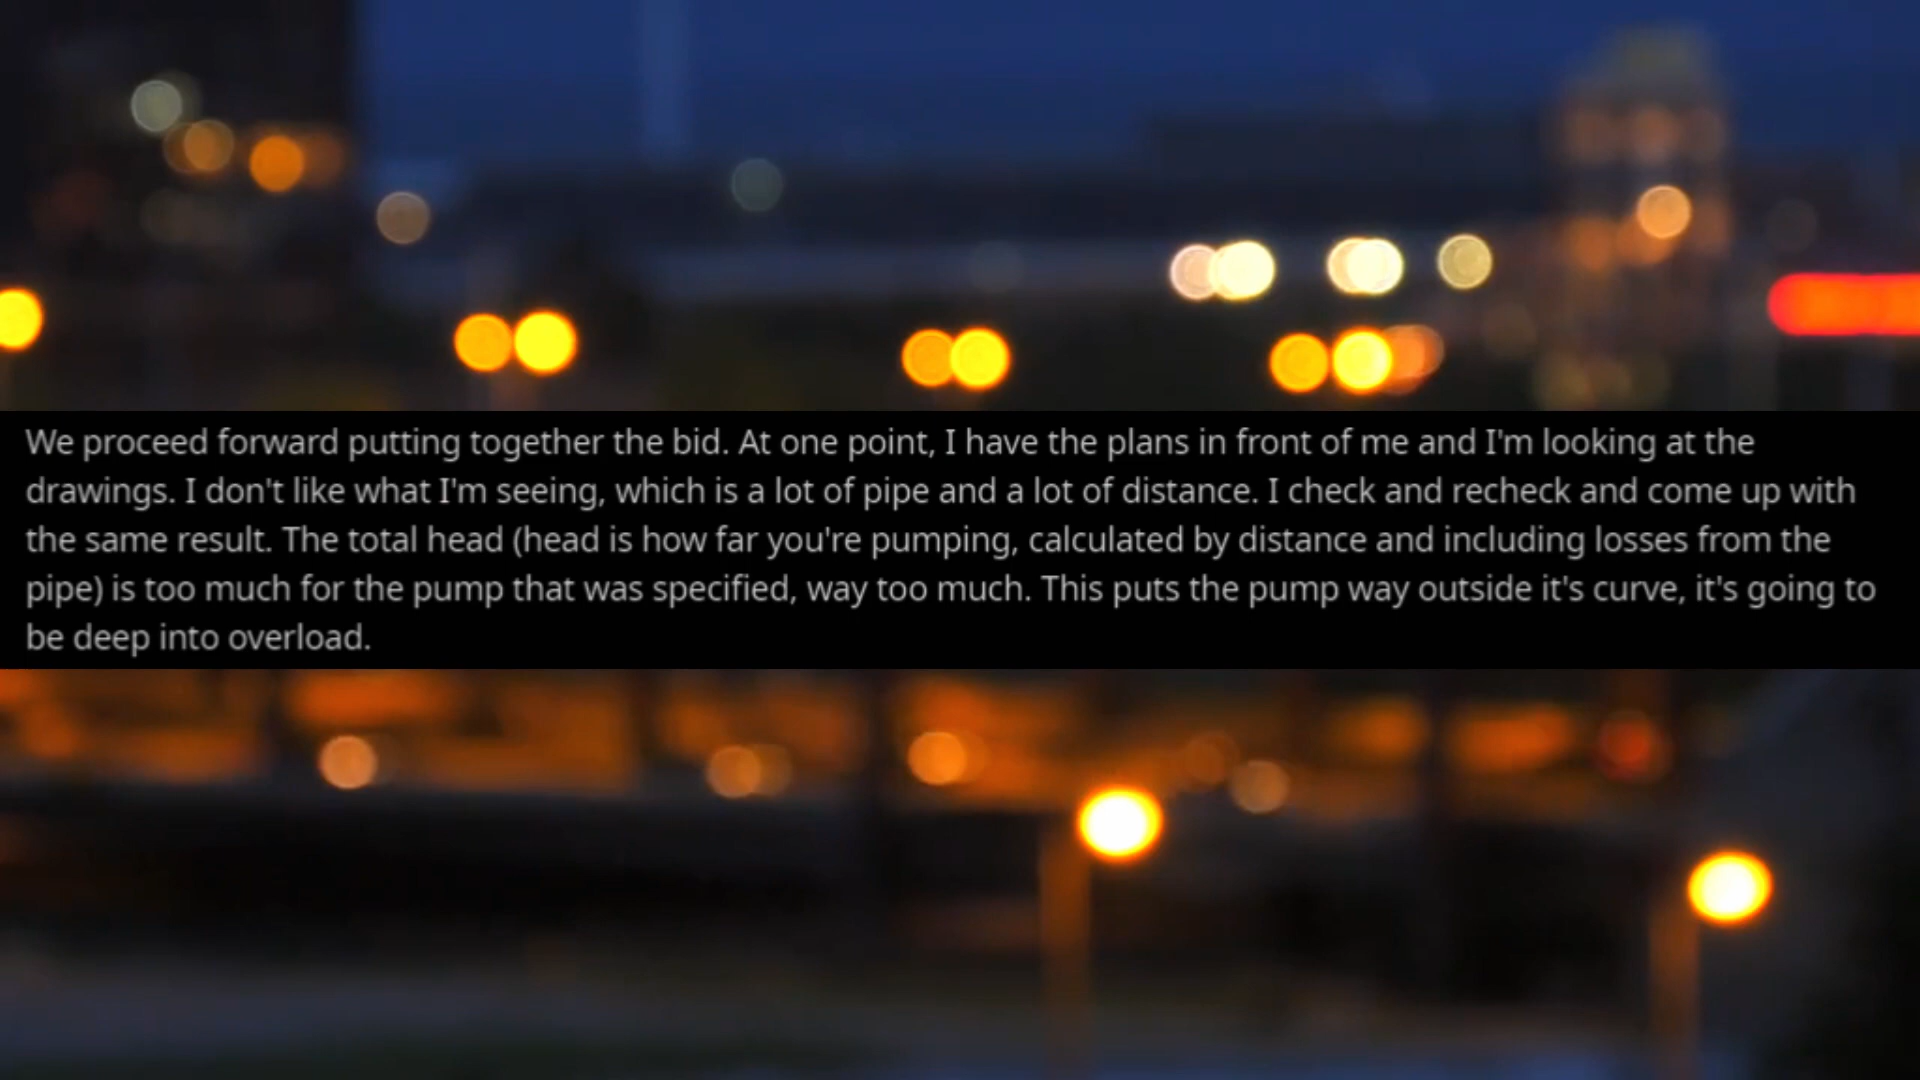 We proceed forward putting together the bid. At one point, I have the plans in front of me and I'm looking at the
drawings. I don't like what I'm seeing, which is a lot of pipe and a lot of distance. I check and recheck and come up with
the same result. The total head (head is how far you're pumping, calculated by distance and including losses from the
pipe) is too much for the pump that was specified, way too much. This puts the pump way outside it's curve, it's going to
be deep into overload.